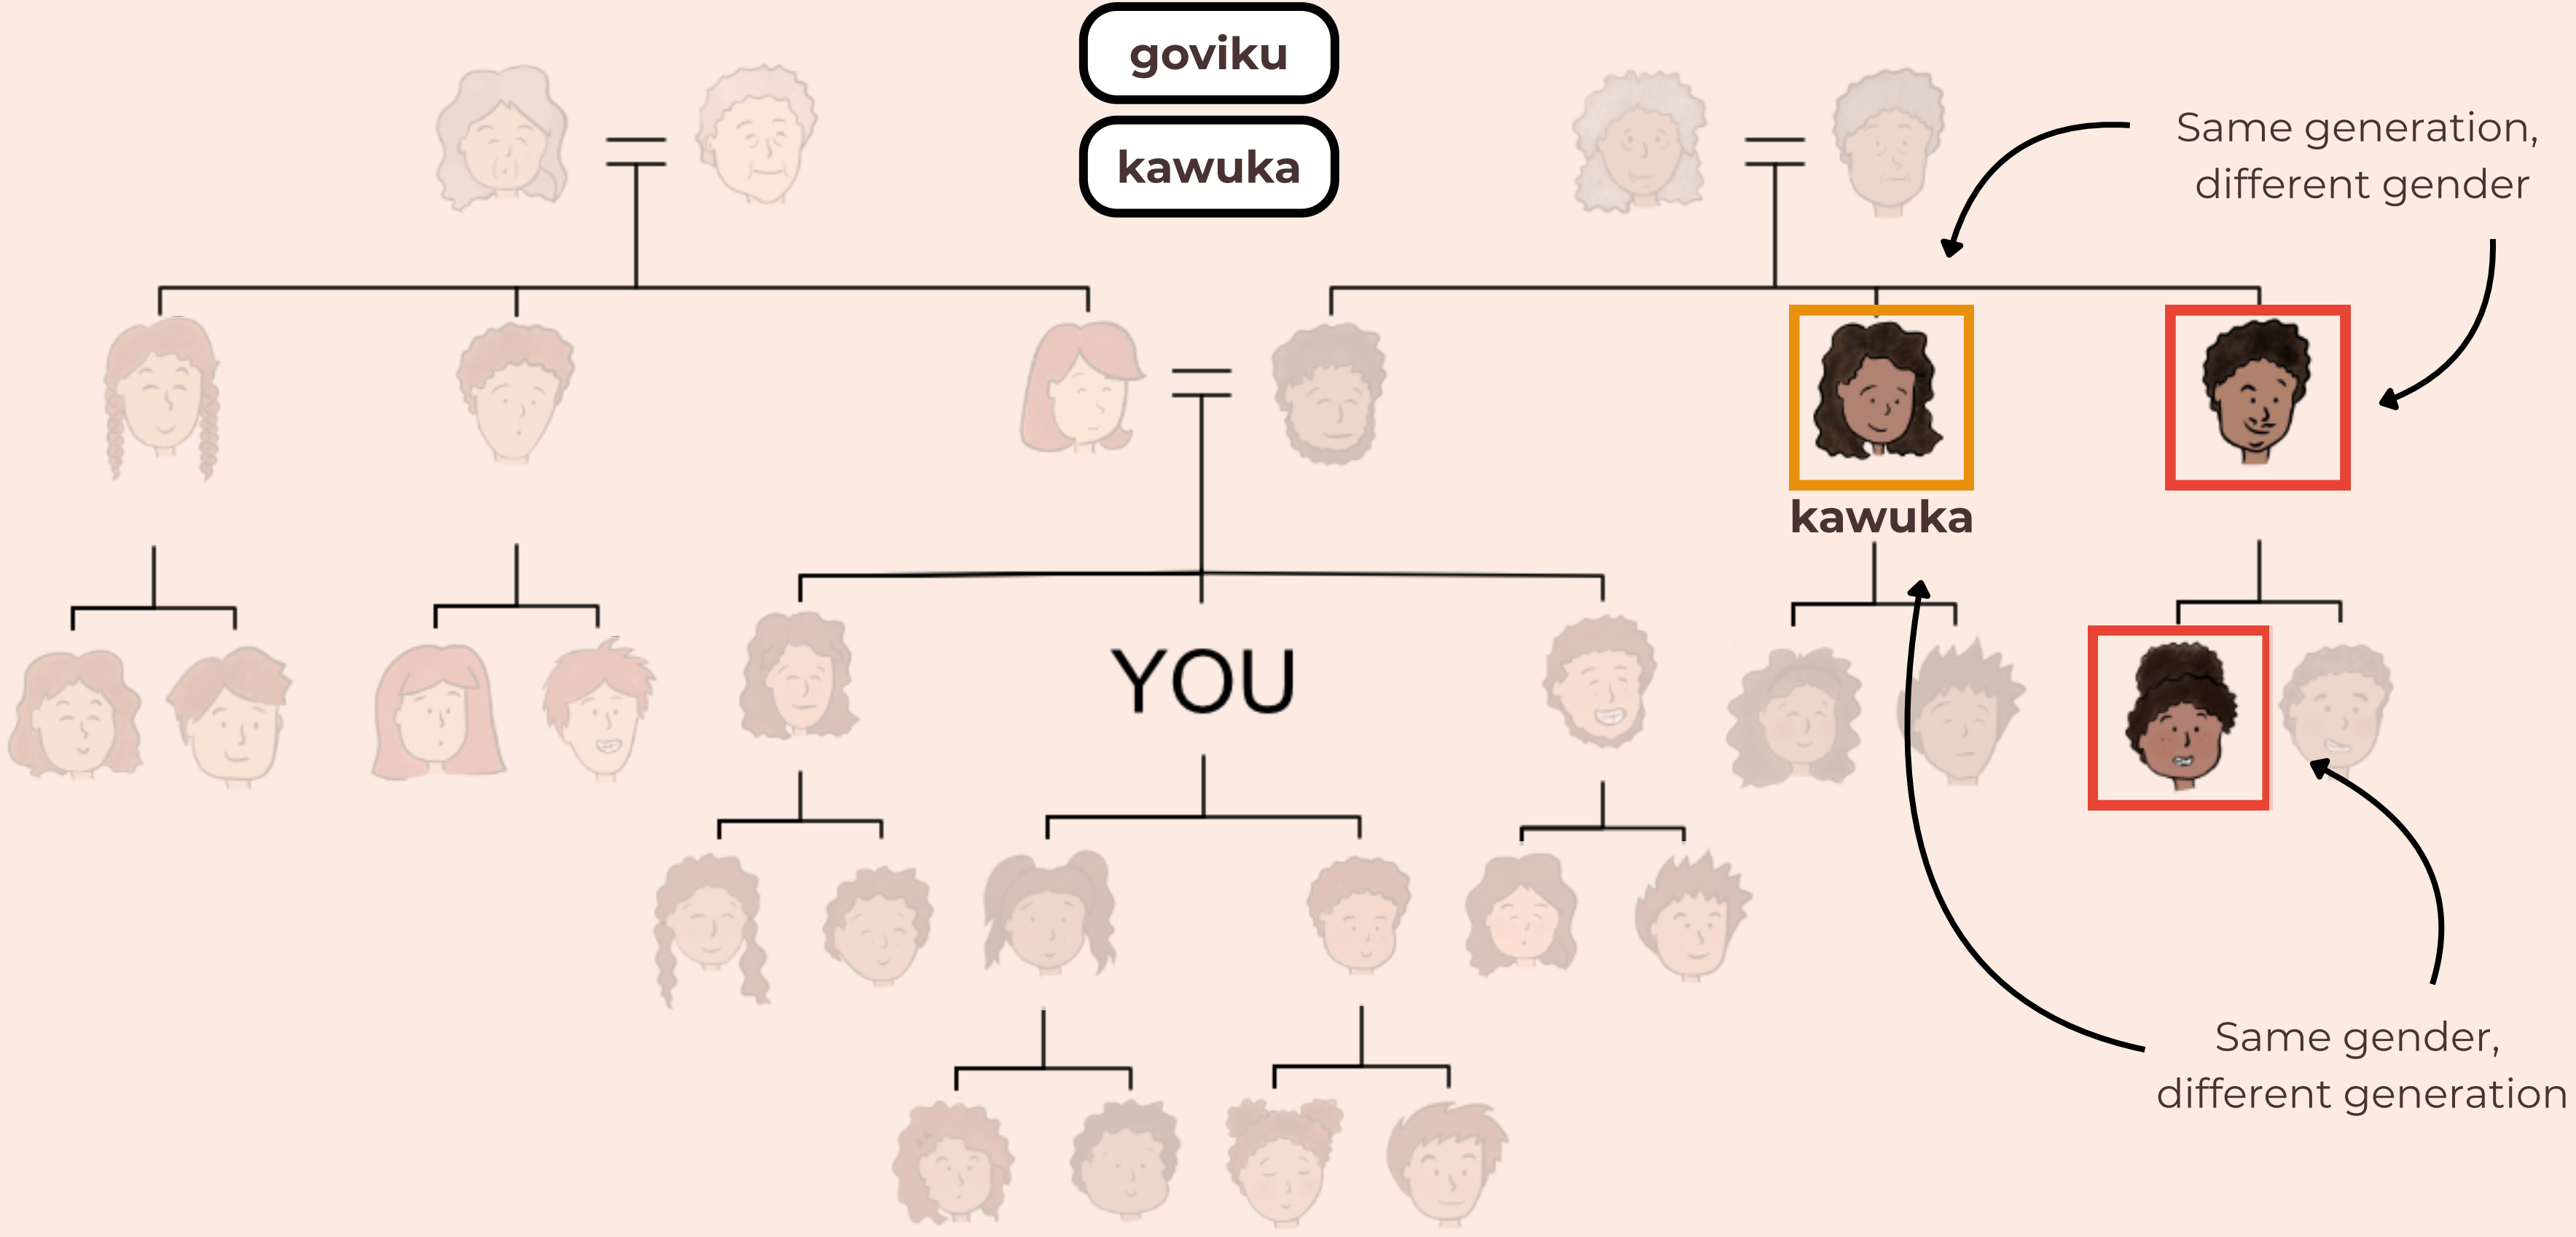 goviku
kawuka
Same generation,
different gender
kawuka
YOU
Same gender,
different generation